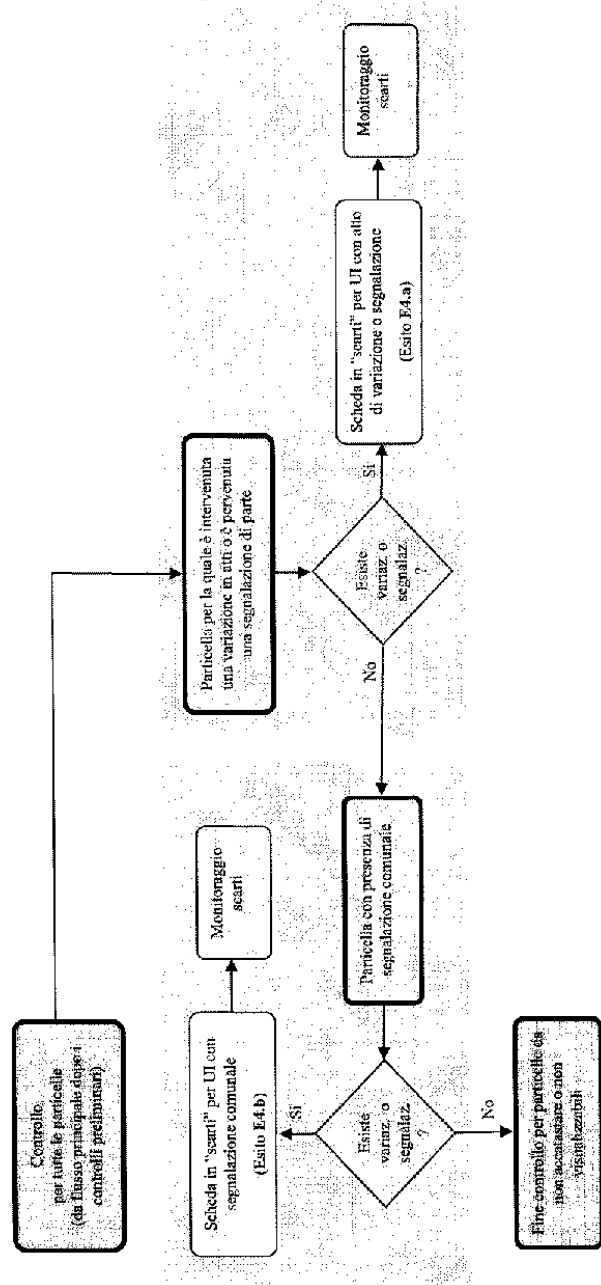 Controllo
per tutte le particelle
(da flusso principale dopo i
controlli preliminari)
Particella per la quale è intervenuta
una variazione in atti o è pervenuta
una segnalazione di parte
Esiste
variaz. o
segnalaz.
?
Si
Scheda in "scarti" per UI con atto
di variazione o segnalazione
(Esito E4.a)
Monitoraggio
scarti
No
Particella con presenza di
segnalazione comunale
Esiste
variaz. o
segnalaz.
?
Si
Scheda in "scarti" per UI con
segnalazione comunale
(Esito E4.b)
Monitoraggio
scarti
No
Fine controllo per particelle da
non accatastare o non
visualizzabili